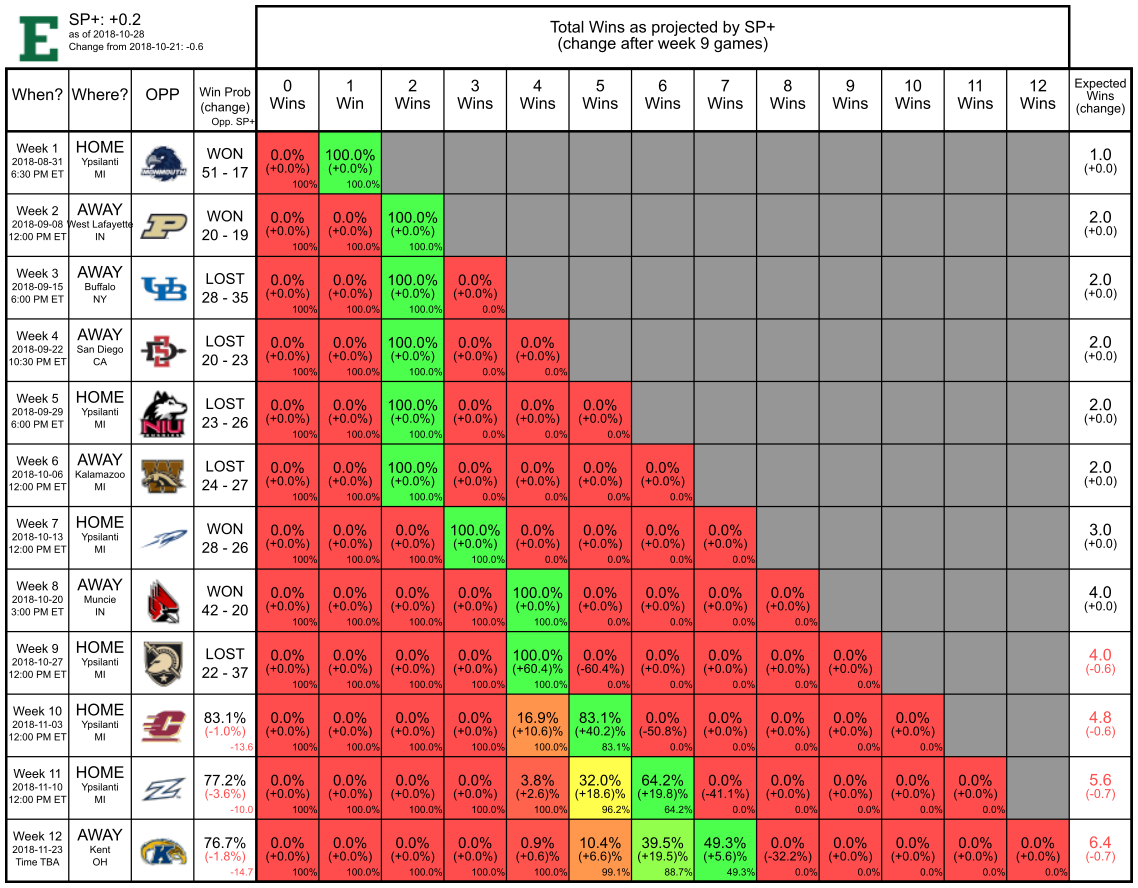 SP+: +0.2
as of 2018-10-28
Change from 2018-10-21: -0.6
Total Wins as projected by SP+
(change after week 9 games)
When? Where? OPP Win Prob (change) Opp. SP+ 0 Wins 1 Win 2 Wins 3 Wins 4 Wins 5 Wins 6 Wins 7 Wins 8 Wins 9 Wins 10 Wins 11 Wins 12 Wins Expected Wins (change)
Week 1 HOME WON 0.0% 100.0% 1.0
2018-08-31 Ypsilanti MONMOUTH (+0.0%) (+0.0%) (+0.0)
6:30 PM ET MI 51 - 17 100% 100.0%
Week 2 AWAY WON 0.0% 0.0% 100.0% 2.0
2018-09-08 West Lafayette P 20 - 19 (+0.0%) (+0.0%) (+0.0%) (+0.0)
12:00 PM ET IN 100% 100.0% 100.0%
Week 3 AWAY LOST 0.0% 0.0% 100.0% 0.0% 2.0
2018-09-15 Buffalo UB 28 - 35 (+0.0%) (+0.0%) (+0.0%) (+0.0%) (+0.0)
6:00 PM ET NY 100% 100.0% 100.0% 0.0%
Week 4 AWAY LOST 0.0% 0.0% 100.0% 0.0% 0.0% 2.0
2018-09-22 San Diego SD 20 - 23 (+0.0%) (+0.0%) (+0.0%) (+0.0%) (+0.0%) (+0.0)
10:30 PM ET CA 100% 100.0% 100.0% 0.0% 0.0%
Week 5 HOME LOST 0.0% 0.0% 100.0% 0.0% 0.0% 0.0% 2.0
2018-09-29 Ypsilanti NIU 23 - 26 (+0.0%) (+0.0%) (+0.0%) (+0.0%) (+0.0%) (+0.0%) (+0.0)
6:00 PM ET MI 100% 100.0% 100.0% 0.0% 0.0% 0.0%
Week 6 AWAY LOST 0.0% 0.0% 100.0% 0.0% 0.0% 0.0% 0.0% 2.0
2018-10-06 Kalamazoo W 24 - 27 (+0.0%) (+0.0%) (+0.0%) (+0.0%) (+0.0%) (+0.0%) (+0.0%) (+0.0)
12:00 PM ET MI 100% 100.0% 100.0% 0.0% 0.0% 0.0% 0.0%
Week 7 HOME WON 0.0% 0.0% 0.0% 100.0% 0.0% 0.0% 0.0% 0.0% 3.0
2018-10-13 Ypsilanti 28 - 26 (+0.0%) (+0.0%) (+0.0%) (+0.0%) (+0.0%) (+0.0%) (+0.0%) (+0.0%) (+0.0)
12:00 PM ET MI 100% 100.0% 100.0% 100.0% 0.0% 0.0% 0.0% 0.0%
Week 8 AWAY WON 0.0% 0.0% 0.0% 0.0% 100.0% 0.0% 0.0% 0.0% 0.0% 4.0
2018-10-20 Muncie 42 - 20 (+0.0%) (+0.0%) (+0.0%) (+0.0%) (+0.0%) (+0.0%) (+0.0%) (+0.0%) (+0.0%) (+0.0)
3:00 PM ET IN 100% 100.0% 100.0% 100.0% 100.0% 0.0% 0.0% 0.0% 0.0%
Week 9 HOME LOST 0.0% 0.0% 0.0% 0.0% 100.0% 0.0% 0.0% 0.0% 0.0% 0.0% 4.0
2018-10-27 Ypsilanti 22 - 37 (+0.0%) (+0.0%) (+0.0%) (+0.0%) (+60.4)% (-60.4%) (+0.0%) (+0.0%) (+0.0%) (+0.0%) (-0.6)
12:00 PM ET MI 100% 100.0% 100.0% 100.0% 100.0% 0.0% 0.0% 0.0% 0.0% 0.0%
Week 10 HOME 83.1% 0.0% 0.0% 0.0% 0.0% 16.9% 83.1% 0.0% 0.0% 0.0% 0.0% 0.0% 4.8
2018-11-03 Ypsilanti C (-1.0%) (+0.0%) (+0.0%) (+0.0%) (+0.0%) (+10.6)% (+40.2)% (-50.8%) (+0.0%) (+0.0%) (+0.0%) (+0.0%) (-0.6)
12:00 PM ET MI -13.6 100% 100.0% 100.0% 100.0% 100.0% 83.1% 0.0% 0.0% 0.0% 0.0% 0.0%
Week 11 HOME 77.2% 0.0% 0.0% 0.0% 0.0% 3.8% 32.0% 64.2% 0.0% 0.0% 0.0% 0.0% 0.0% 5.6
2018-11-10 Ypsilanti Z (-3.6%) (+0.0%) (+0.0%) (+0.0%) (+0.0%) (+2.6)% (+18.6)% (+19.8)% (-41.1%) (+0.0%) (+0.0%) (+0.0%) (+0.0%) (-0.7)
12:00 PM ET MI -10.0 100% 100.0% 100.0% 100.0% 100.0% 96.2% 64.2% 0.0% 0.0% 0.0% 0.0% 0.0%
Week 12 AWAY 76.7% 0.0% 0.0% 0.0% 0.0% 0.9% 10.4% 39.5% 49.3% 0.0% 0.0% 0.0% 0.0% 0.0% 6.4
2018-11-23 Kent K (-1.8%) (+0.0%) (+0.0%) (+0.0%) (+0.0%) (+0.6)% (+6.6)% (+19.5)% (+5.6)% (-32.2%) (+0.0%) (+0.0%) (+0.0%) (+0.0%) (-0.7)
Time TBA OH -14.7 100% 100.0% 100.0% 100.0% 100.0% 99.1% 88.7% 49.3% 0.0% 0.0% 0.0% 0.0% 0.0%